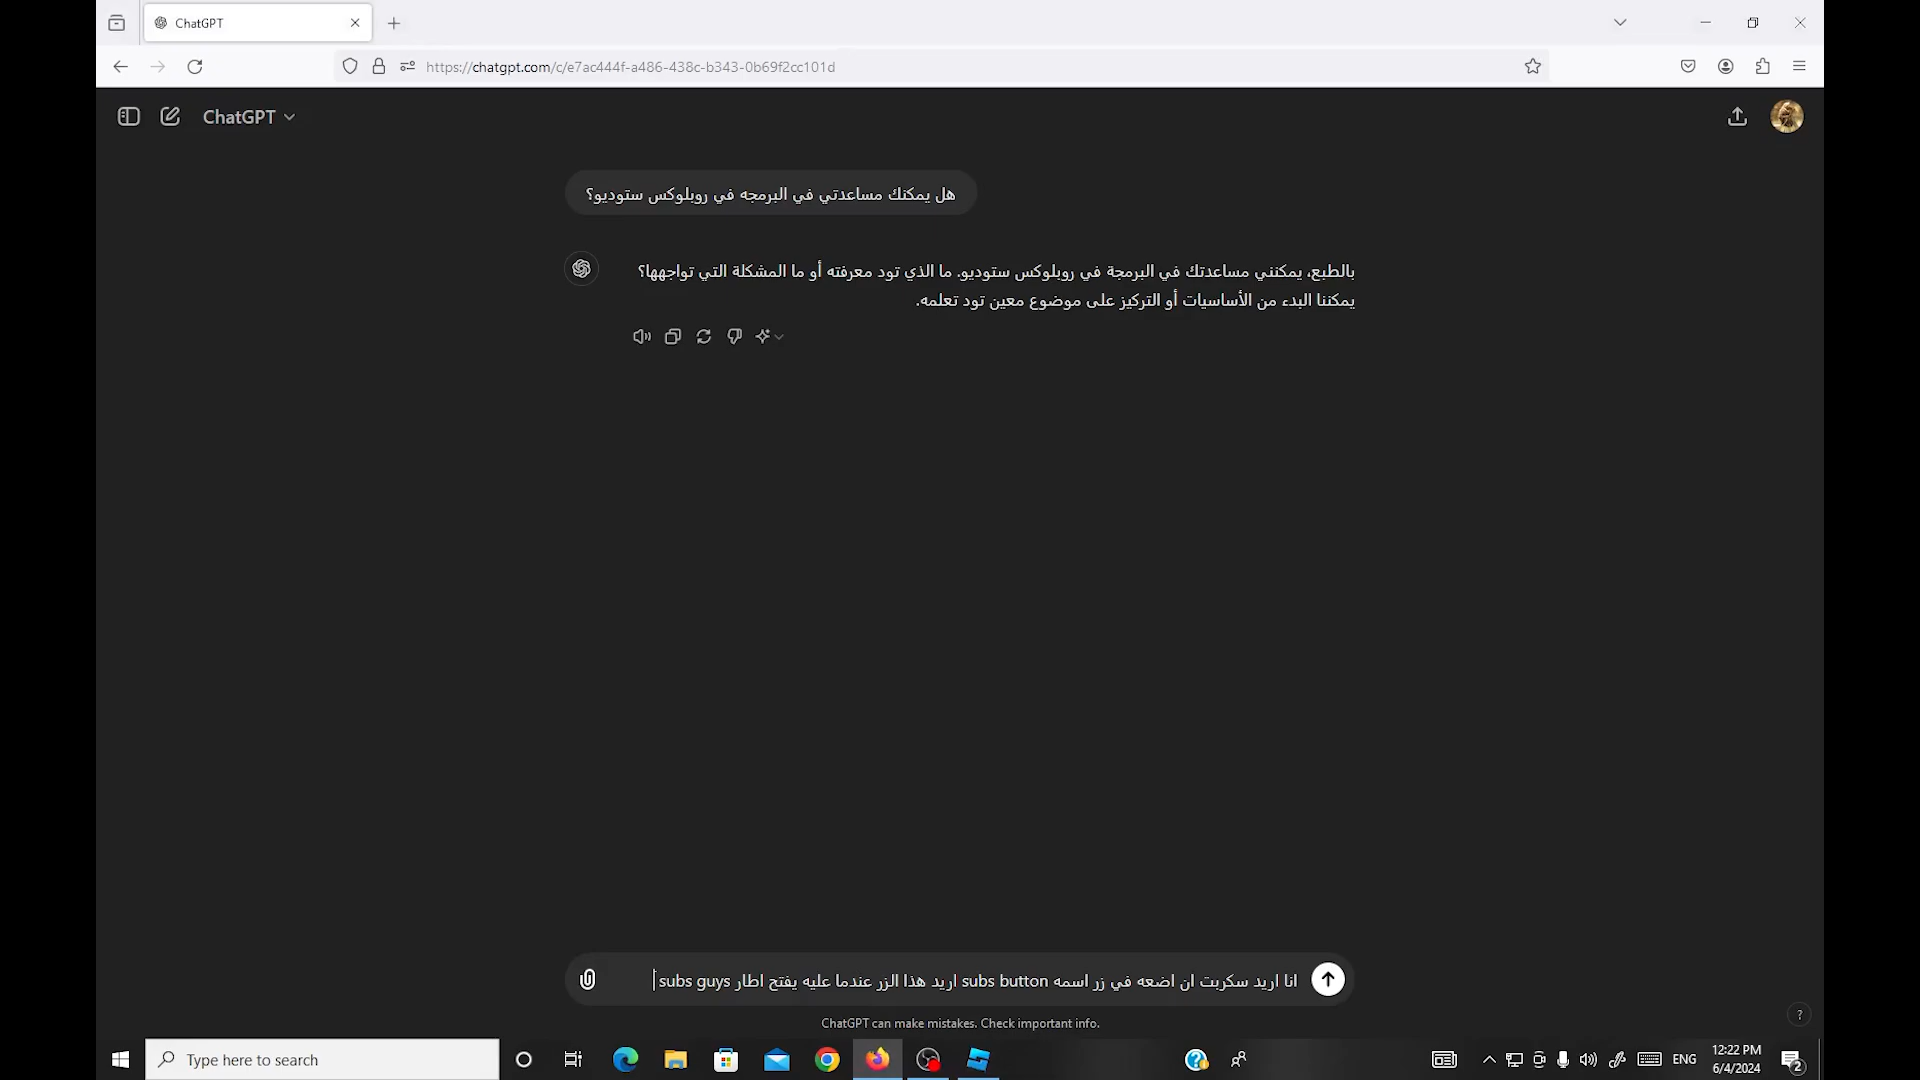 ChatGPT
https://chatgpt.com/c/e7ac444f-a486-438c-b343-0b69f2cc101d
ChatGPT
هل يمكنك مساعدتي في البرمجه في روبلوكس ستوديو؟
بالطبع، يمكنني مساعدتك في البرمجة في روبلوكس ستوديو. ما الذي تود معرفته أو ما المشكلة التي تواجهها؟
يمكننا البدء من الأساسيات أو التركيز على موضوع معين تود تعلمه.
انا اريد سكربت ان اضعه في زر اسمه subs button اريد هذا الزر عندما عليه يفتح اطار subs guys
ChatGPT can make mistakes. Check important info.
?
Type here to search
ENG
12:22 PM
6/4/2024
2